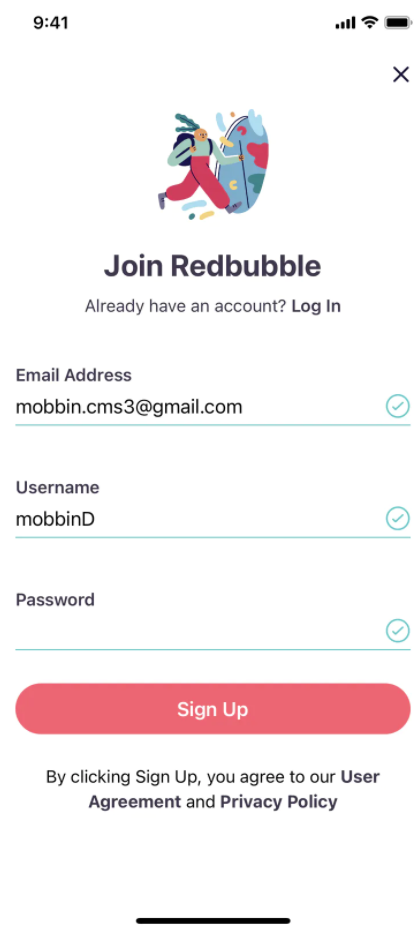 9:41
Join Redbubble
Already have an account? Log In
Email Address
mobbin.cms3@gmail.com
Username
mobbinD
Password
Sign Up
By clicking Sign Up, you agree to our User
Agreement and Privacy Policy